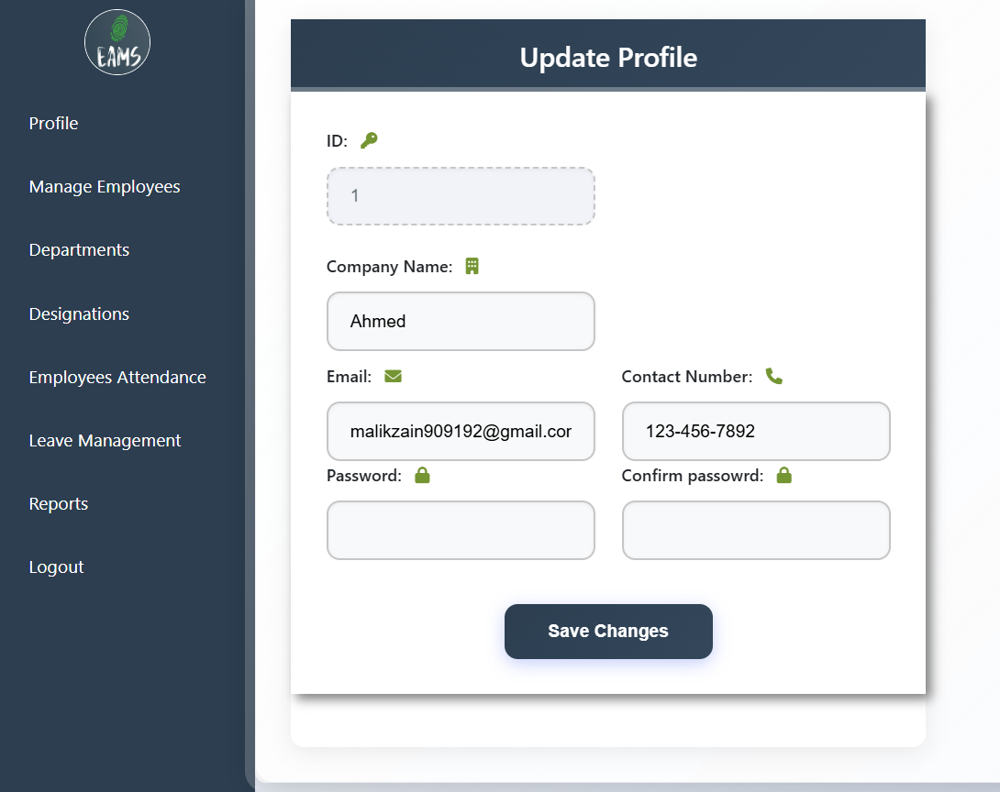 EAMS
Profile
Manage Employees
Departments
Designations
Employees Attendance
Leave Management
Reports
Logout
Update Profile
ID:
1
Company Name:
Ahmed
Email:
malikzain909192@gmail.cor
Contact Number:
123-456-7892
Password:
Confirm passowrd:
Save Changes